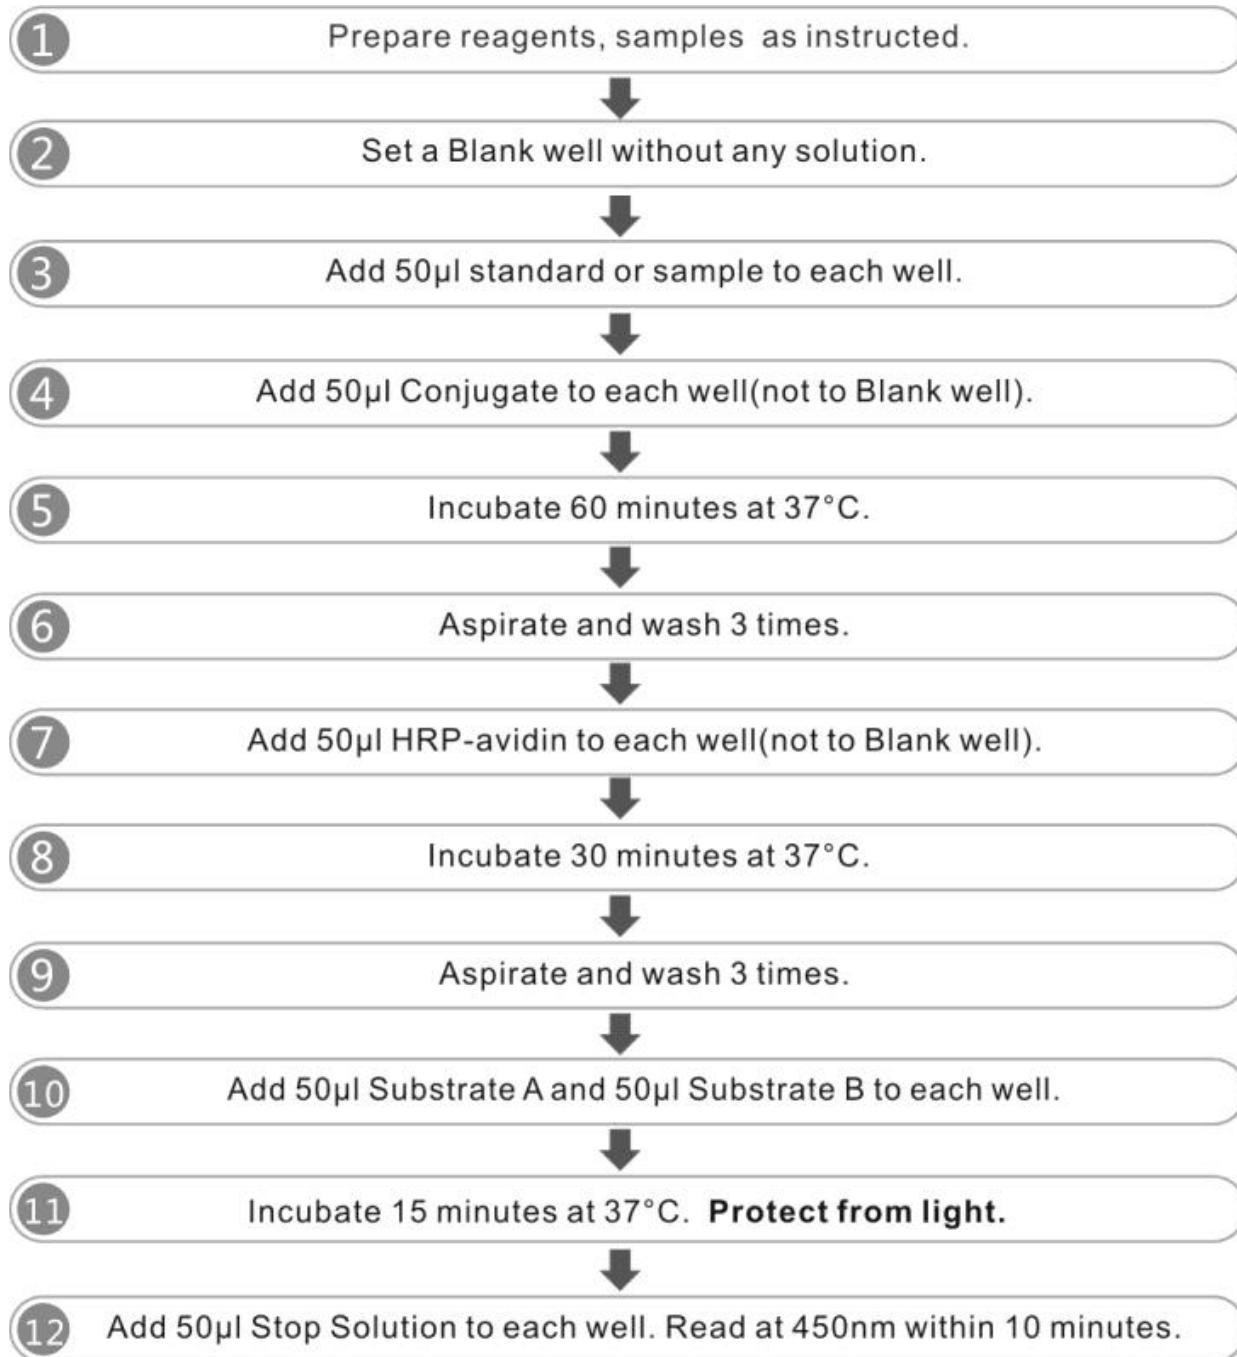 1 Prepare reagents, samples as instructed.
2 Set a Blank well without any solution.
3 Add 50µl standard or sample to each well.
4 Add 50µl Conjugate to each well(not to Blank well).
5 Incubate 60 minutes at 37°C.
6 Aspirate and wash 3 times.
7 Add 50µl HRP-avidin to each well(not to Blank well).
8 Incubate 30 minutes at 37°C.
9 Aspirate and wash 3 times.
10 Add 50µl Substrate A and 50µl Substrate B to each well.
11 Incubate 15 minutes at 37°C. Protect from light.
12 Add 50µl Stop Solution to each well. Read at 450nm within 10 minutes.